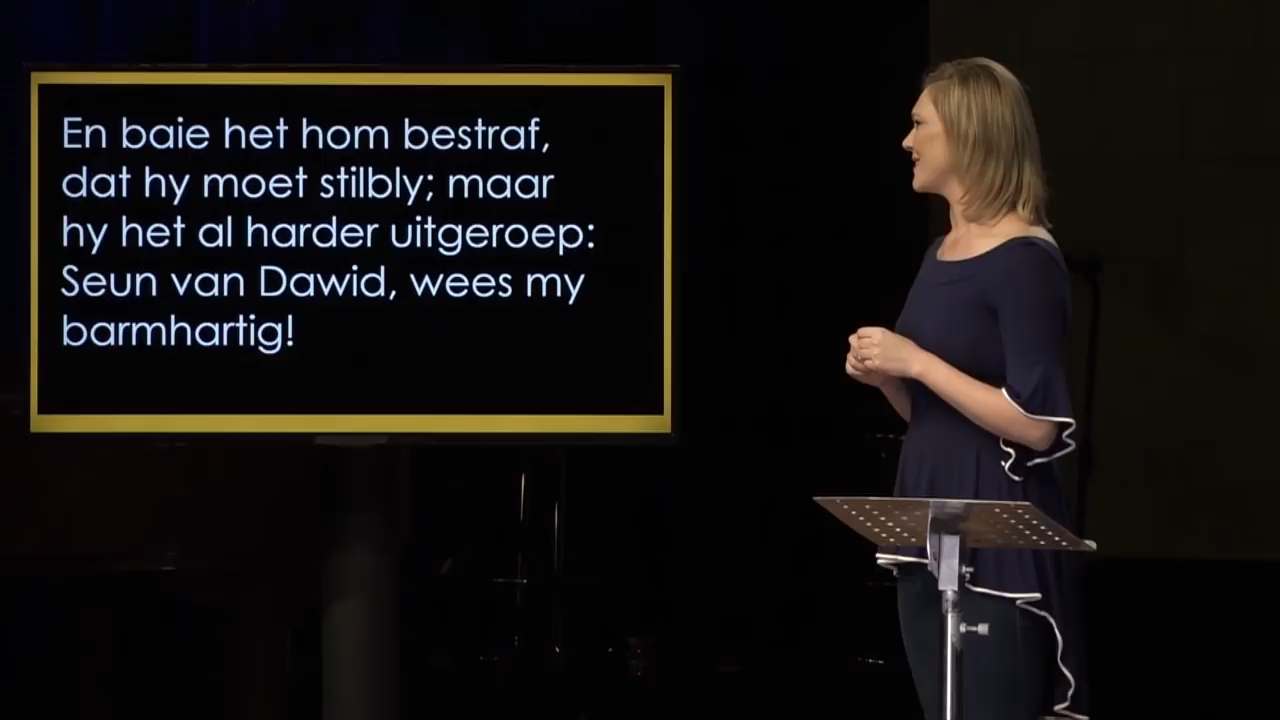 En baie het hom bestraf,
dat hy moet stilbly; maar
hy het al harder uitgeroep:
Seun van Dawid, wees my
barmhartig!